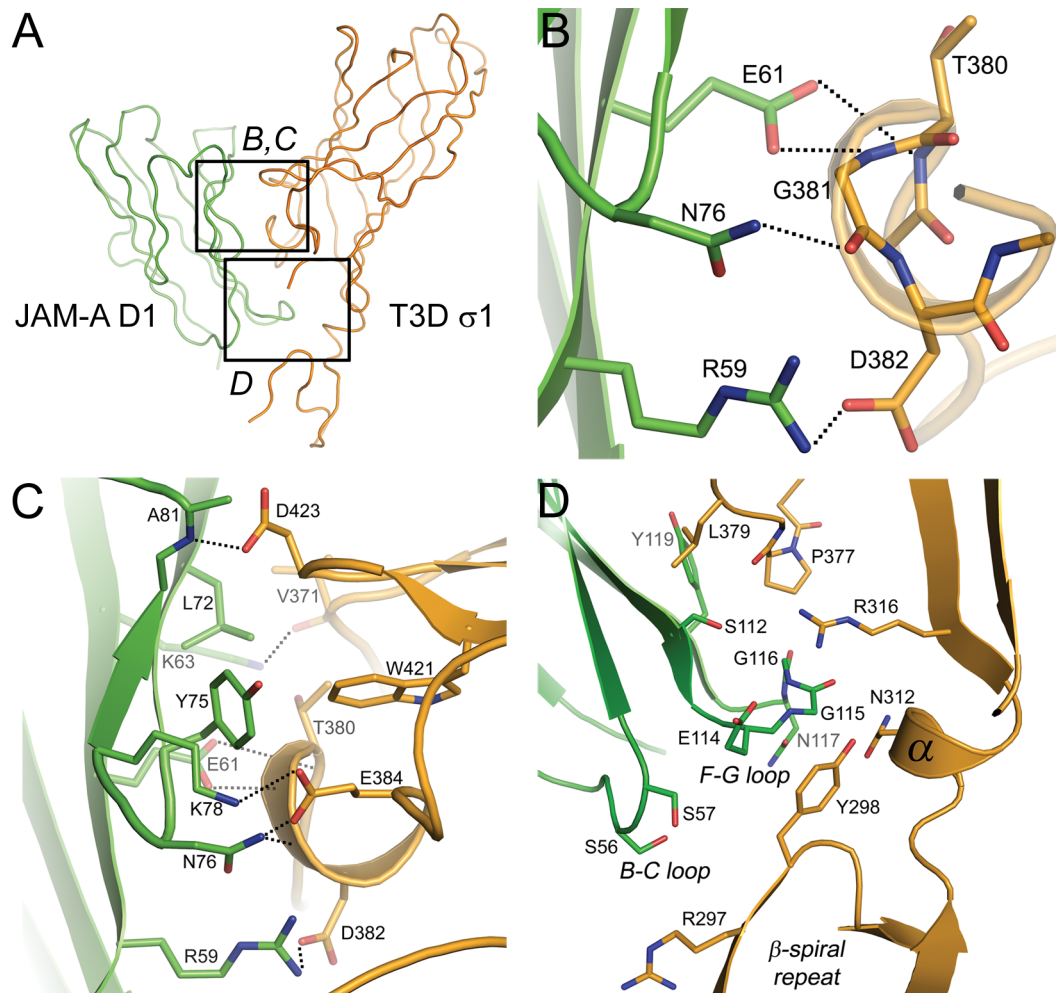 A
B, C
JAM-A D1
T3D σ1
D
B
E61
T380
G381
N76
R59
D382
C
A81
D423
L72
V371
K63
W421
Y75
T380
E61
E384
K78
N76
R59
D382
D
Y119
L379
P377
S112
R316
G116
N312
G115
E114
N117
α
F-G loop
S57
Y298
S56
B-C loop
R297
β-spiral
repeat